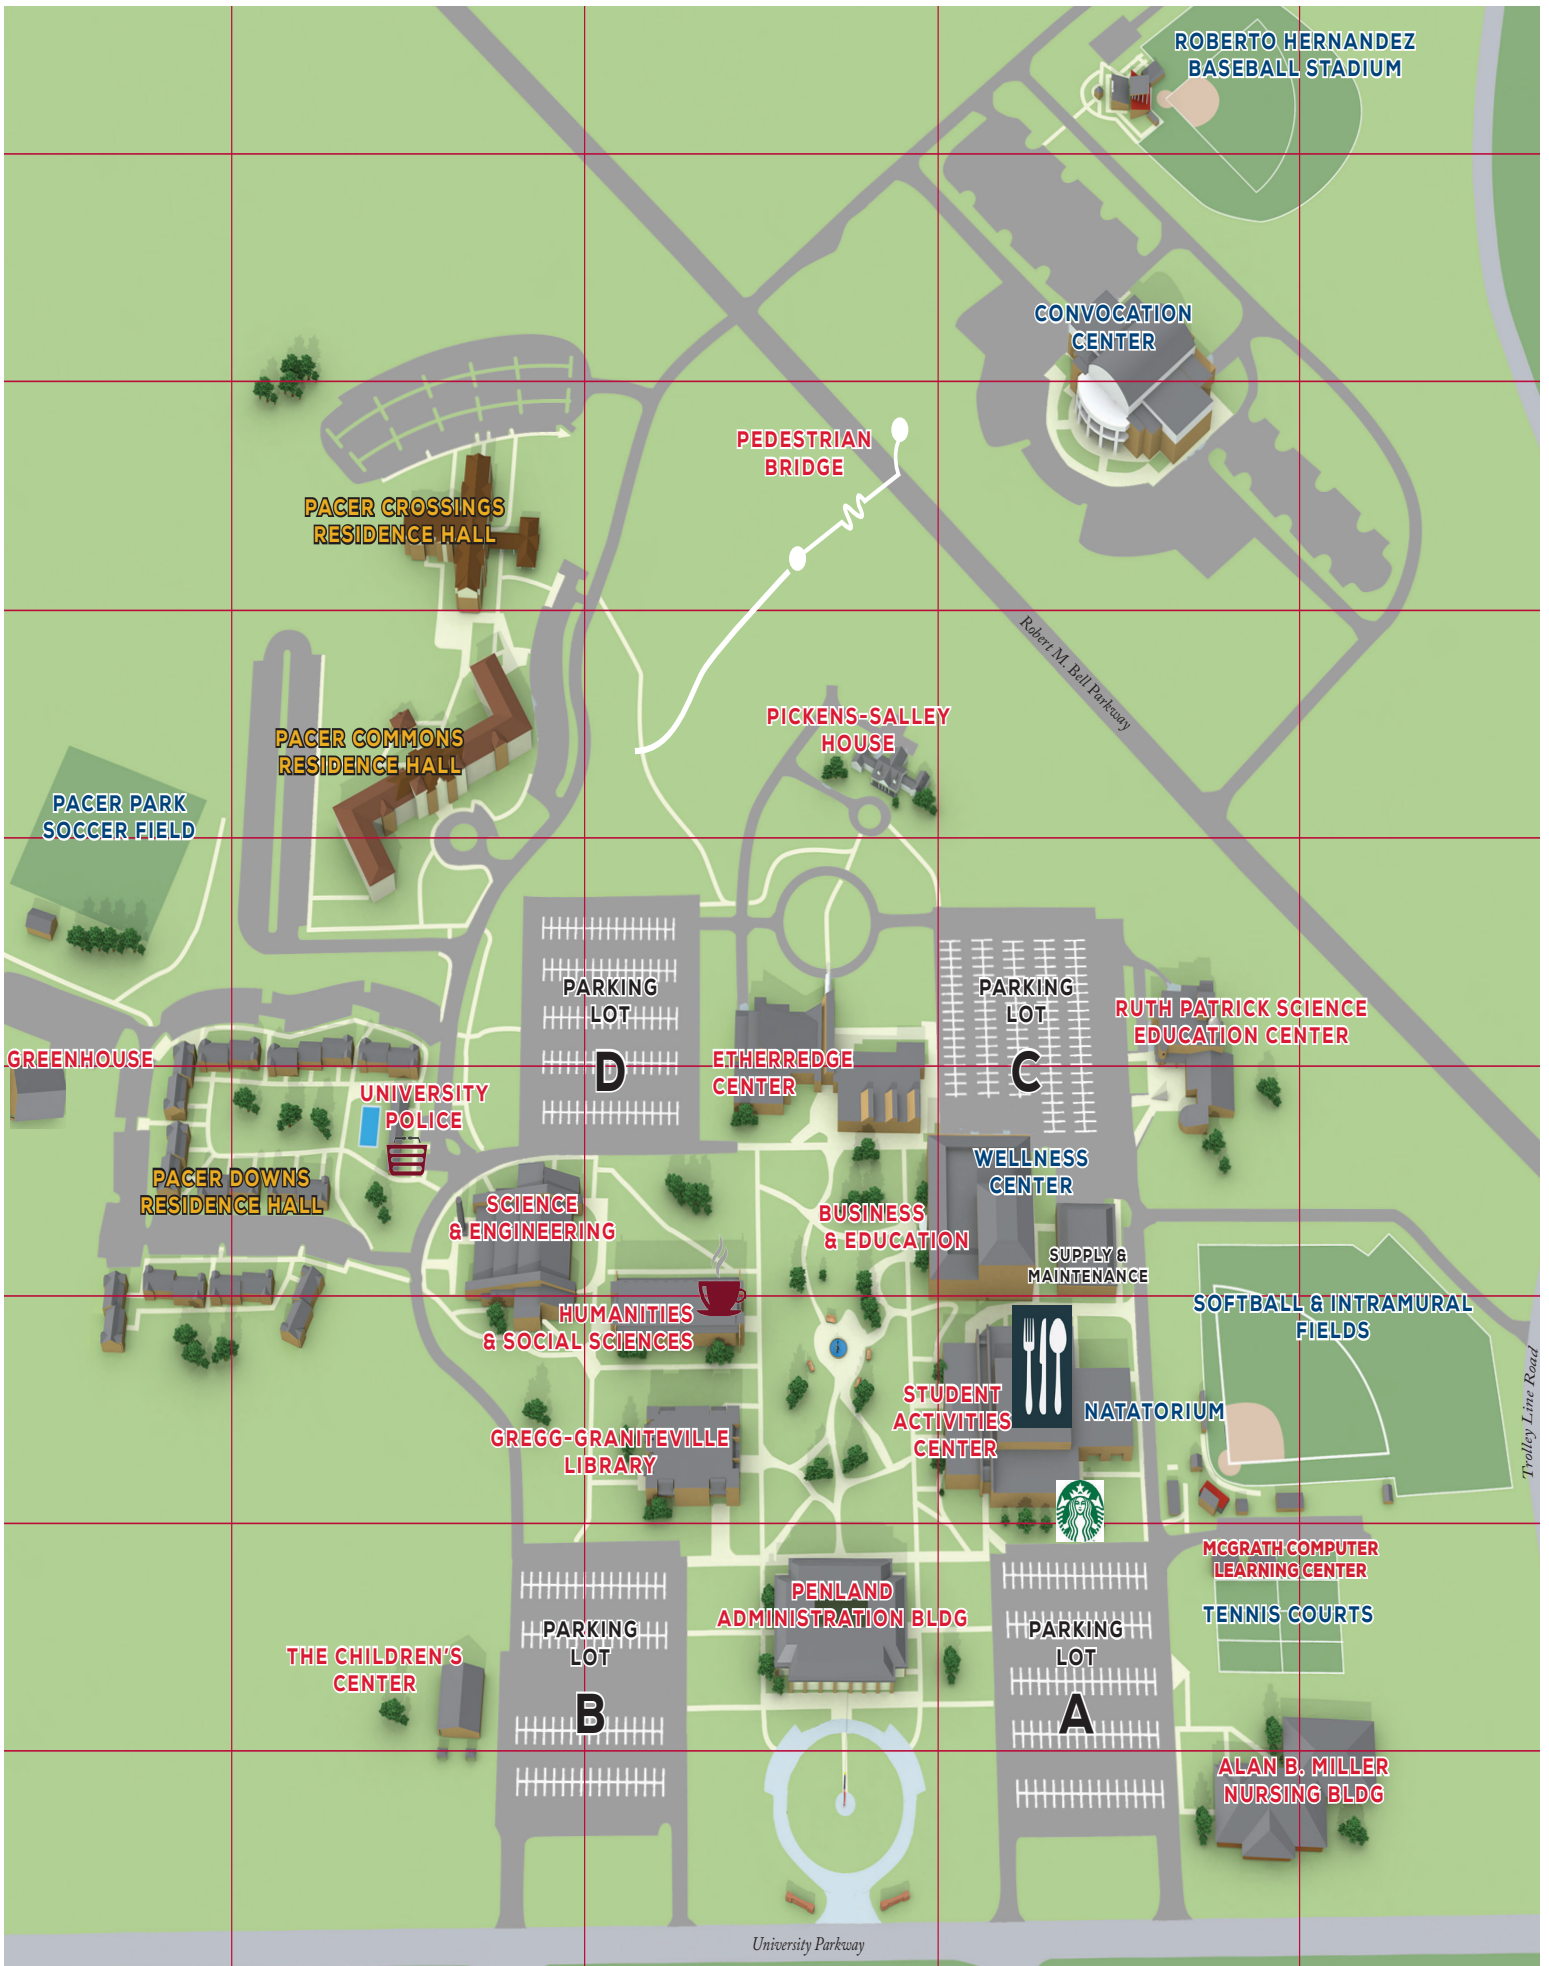 ROBERTO HERNANDEZ
BASEBALL STADIUM
CONVOCATION
CENTER
PEDESTRIAN
BRIDGE
PACER CROSSINGS
RESIDENCE HALL
Robert M. Bell Parkway
PICKENS-SALLEY
HOUSE
PACER COMMONS
RESIDENCE HALL
PACER PARK
SOCCER FIELD
PARKING
LOT
D
PARKING
LOT
C
RUTH PATRICK SCIENCE
EDUCATION CENTER
GREENHOUSE
ETHERREDGE
CENTER
UNIVERSITY
POLICE
PACER DOWNS
RESIDENCE HALL
WELLNESS
CENTER
SCIENCE
& ENGINEERING
BUSINESS
& EDUCATION
SUPPLY &
MAINTENANCE
HUMANITIES
& SOCIAL SCIENCES
SOFTBALL & INTRAMURAL
FIELDS
STUDENT
ACTIVITIES
CENTER
NATATORIUM
Trolley Line Road
GREGG-GRANITEVILLE
LIBRARY
MCGRATH COMPUTER
LEARNING CENTER
TENNIS COURTS
PENLAND
ADMINISTRATION BLDG
PARKING
LOT
B
PARKING
LOT
A
THE CHILDREN'S
CENTER
ALAN B. MILLER
NURSING BLDG
University Parkway